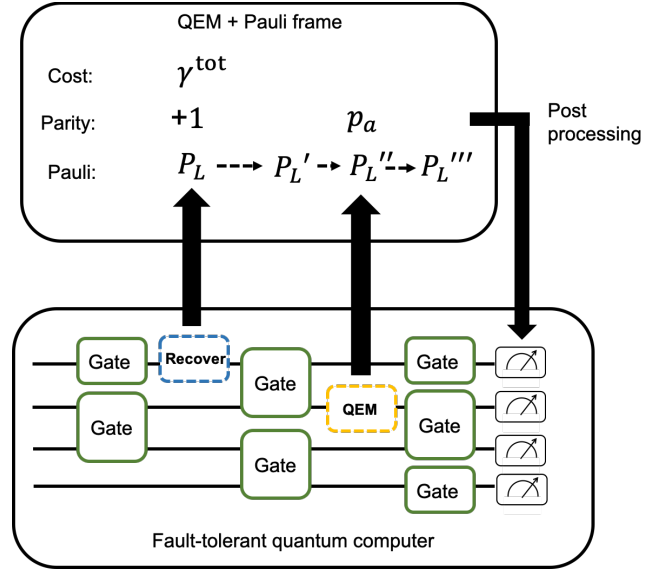 QEM + Pauli frame
Cost: γ^tot
Parity: +1 p_a
Pauli: P_L P_L' P_L'' P_L'''
Post
processing
Gate Recover Gate Gate
Gate QEM Gate
Gate Gate
Fault-tolerant quantum computer